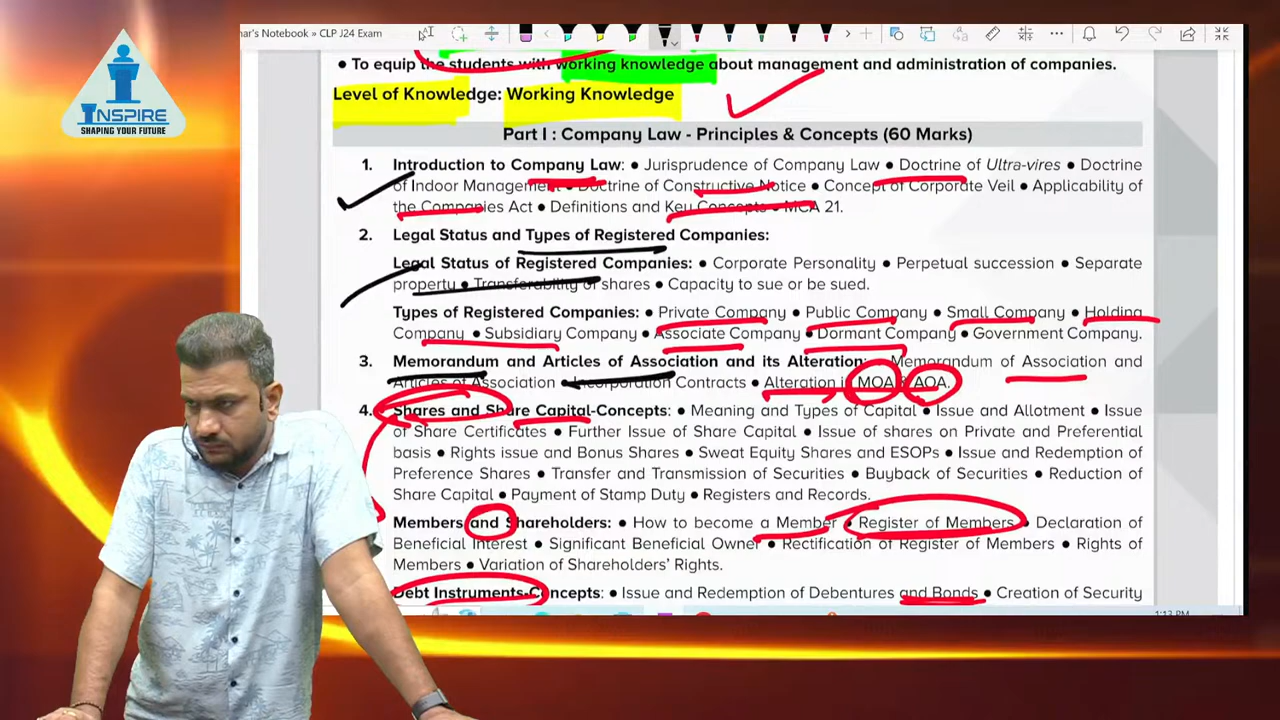 INSPIRE
SHAPING YOUR FUTURE
nar's Notebook » CLP J24 Exam
● To equip the students with working knowledge about management and administration of companies.
Level of Knowledge: Working Knowledge
Part I : Company Law - Principles & Concepts (60 Marks)
1. Introduction to Company Law: ● Jurisprudence of Company Law ● Doctrine of Ultra-vires ● Doctrine
of Indoor Management ● Doctrine of Constructive Notice ● Concept of Corporate Veil ● Applicability of
the Companies Act ● Definitions and Key Concepts ● MCA 21.
2. Legal Status and Types of Registered Companies:
Legal Status of Registered Companies: ● Corporate Personality ● Perpetual succession ● Separate
property ● Transferability of shares ● Capacity to sue or be sued.
Types of Registered Companies: ● Private Company ● Public Company ● Small Company ● Holding
Company ● Subsidiary Company ● Associate Company ● Dormant Company ● Government Company.
3. Memorandum and Articles of Association and its Alteration: Memorandum of Association and
Articles of Association ● Incorporation Contracts ● Alteration in MOA & AOA.
4. Shares and Share Capital-Concepts: ● Meaning and Types of Capital ● Issue and Allotment ● Issue
of Share Certificates ● Further Issue of Share Capital ● Issue of shares on Private and Preferential
basis ● Rights issue and Bonus Shares ● Sweat Equity Shares and ESOPs ● Issue and Redemption of
Preference Shares ● Transfer and Transmission of Securities ● Buyback of Securities ● Reduction of
Share Capital ● Payment of Stamp Duty ● Registers and Records.
Members and Shareholders: ● How to become a Member ● Register of Members ● Declaration of
Beneficial Interest ● Significant Beneficial Owner ● Rectification of Register of Members ● Rights of
Members ● Variation of Shareholders' Rights.
Debt Instruments-Concepts: ● Issue and Redemption of Debentures and Bonds ● Creation of Security
1:13 PM